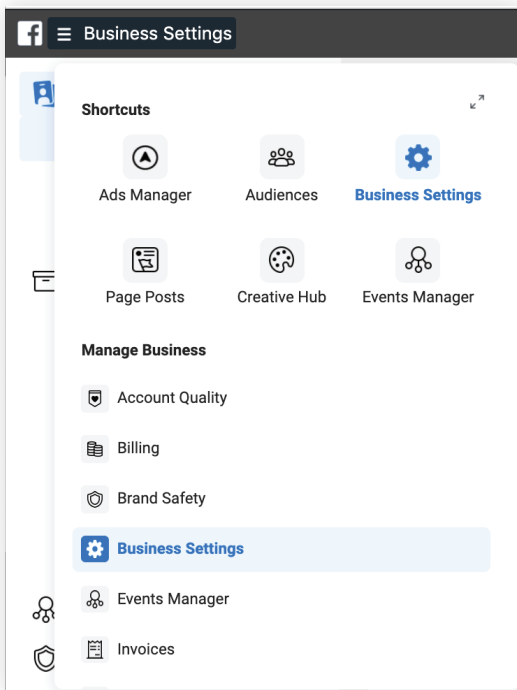 Business Settings
Shortcuts
Ads Manager
Audiences
Business Settings
Page Posts
Creative Hub
Events Manager
Manage Business
Account Quality
Billing
Brand Safety
Business Settings
Events Manager
Invoices